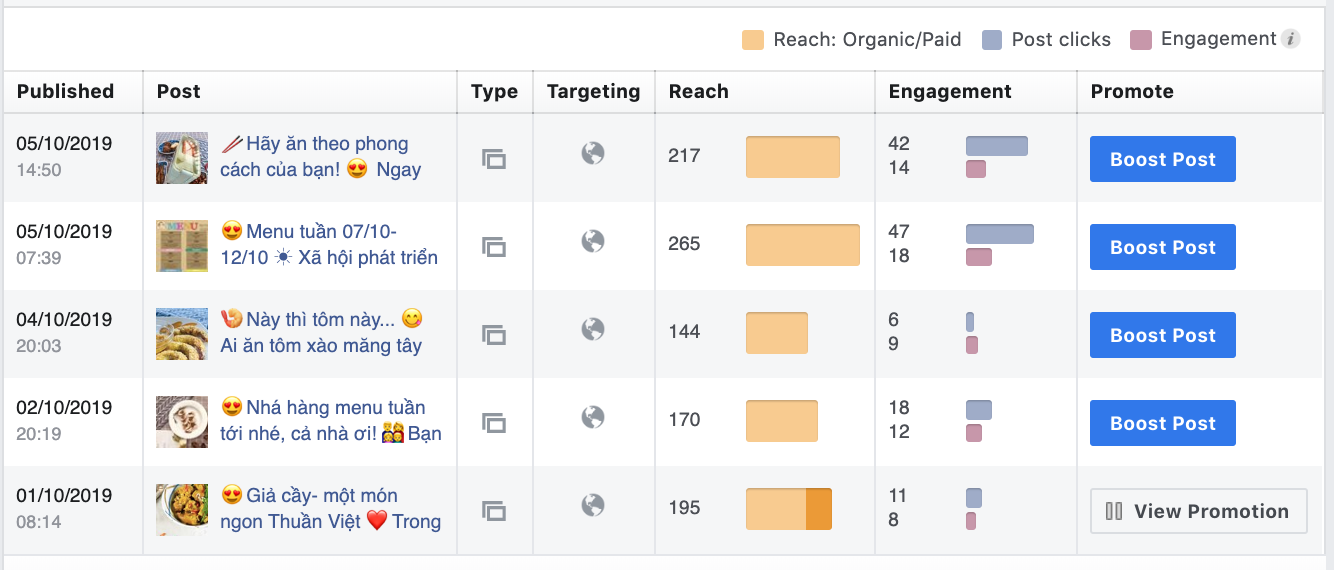 Reach: Organic/Paid Post clicks Engagement i
Published Post Type Targeting Reach Engagement Promote
05/10/2019
14:50
🥢Hãy ăn theo phong
cách của bạn! 😍 Ngay
217
42
14
Boost Post
05/10/2019
07:39
MENU
😍Menu tuần 07/10-
12/10 ☀ Xã hội phát triển
265
47
18
Boost Post
04/10/2019
20:03
🍤Này thì tôm này... 😋
Ai ăn tôm xào măng tây
144
6
9
Boost Post
02/10/2019
20:19
😍Nhá hàng menu tuần
tới nhé, cả nhà ơi! 👨‍👩‍👧‍👦Bạn
170
18
12
Boost Post
01/10/2019
08:14
😍Giả cầy- một món
ngon Thuần Việt ❤️ Trong
195
11
8
View Promotion